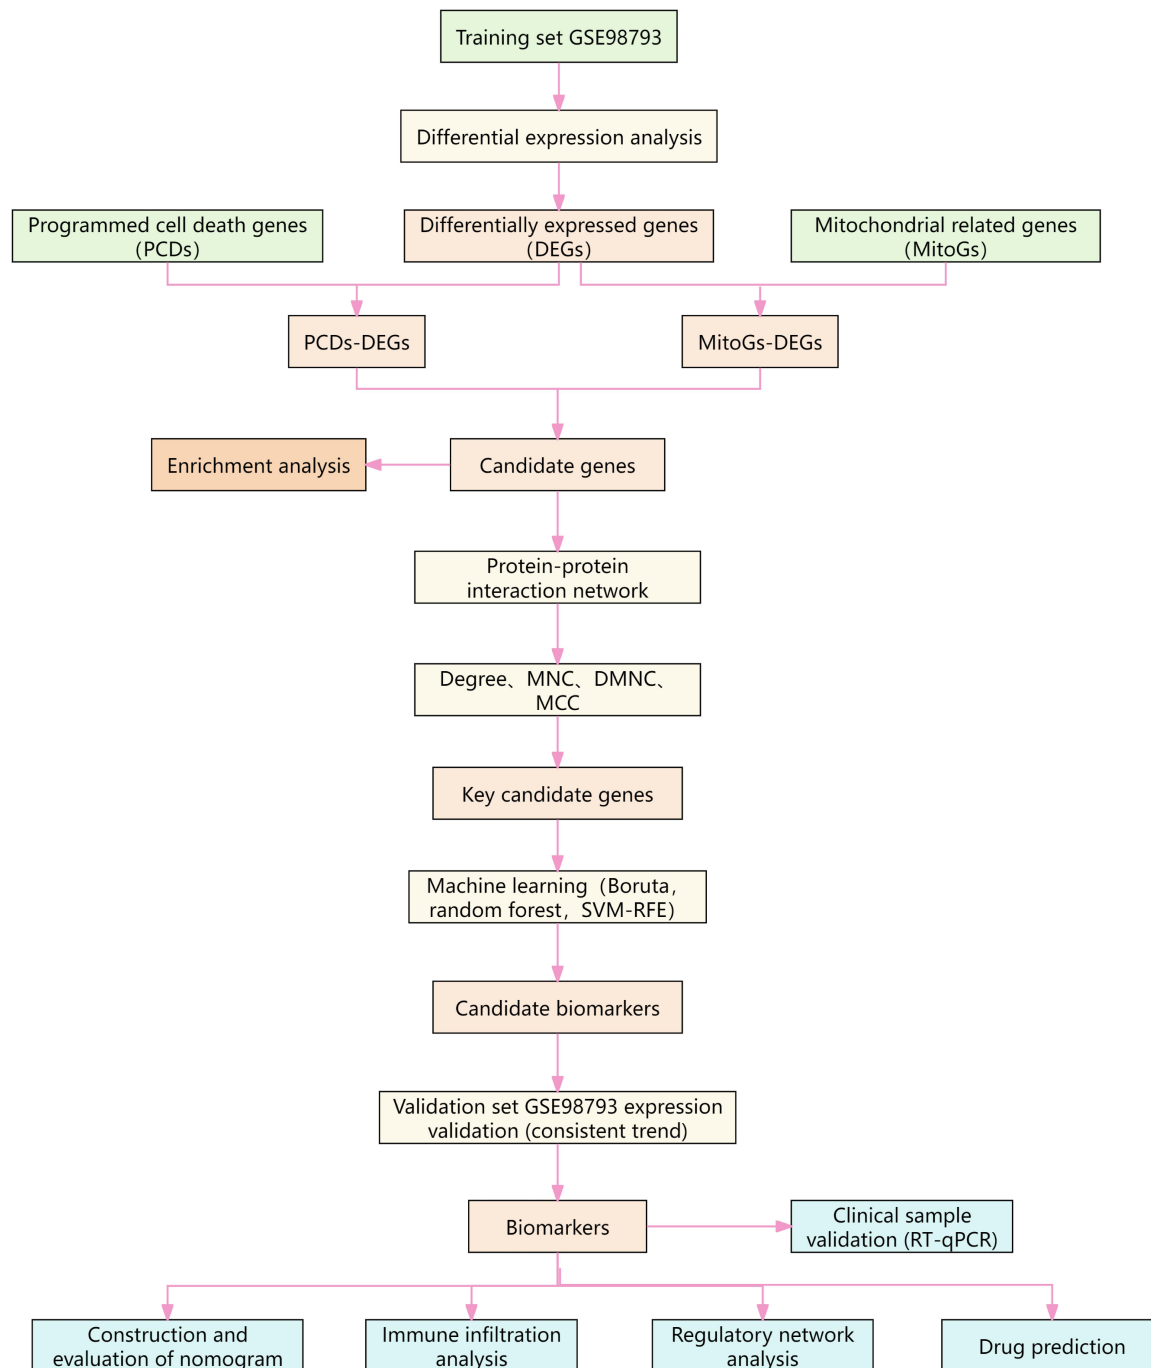 Training set GSE98793
Differential expression analysis
Programmed cell death genes
（PCDs）
Differentially expressed genes
（DEGs）
Mitochondrial related genes
（MitoGs）
PCDs-DEGs
MitoGs-DEGs
Enrichment analysis
Candidate genes
Protein-protein
interaction network
Degree、MNC、DMNC、
MCC
Key candidate genes
Machine learning（Boruta，
random forest，SVM-RFE）
Candidate biomarkers
Validation set GSE98793 expression
validation (consistent trend)
Biomarkers
Clinical sample
validation (RT-qPCR)
Construction and
evaluation of nomogram
Immune infiltration
analysis
Regulatory network
analysis
Drug prediction